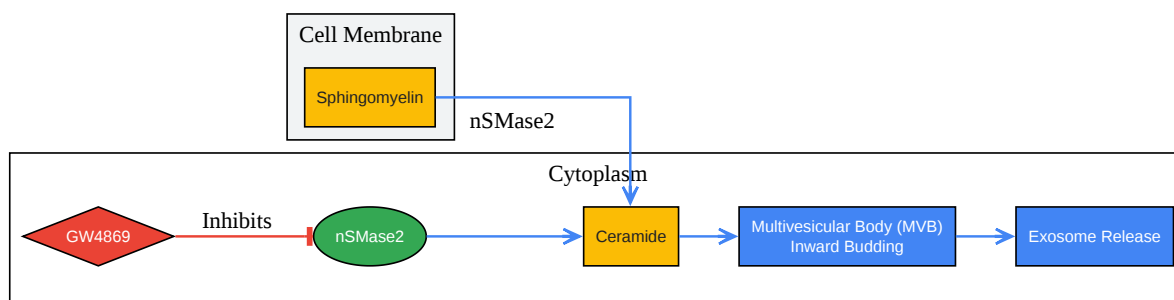 Cell Membrane
Sphingomyelin
nSMase2
Cytoplasm
GW4869
Inhibits
nSMase2
Ceramide
Multivesicular Body (MVB)
Inward Budding
Exosome Release